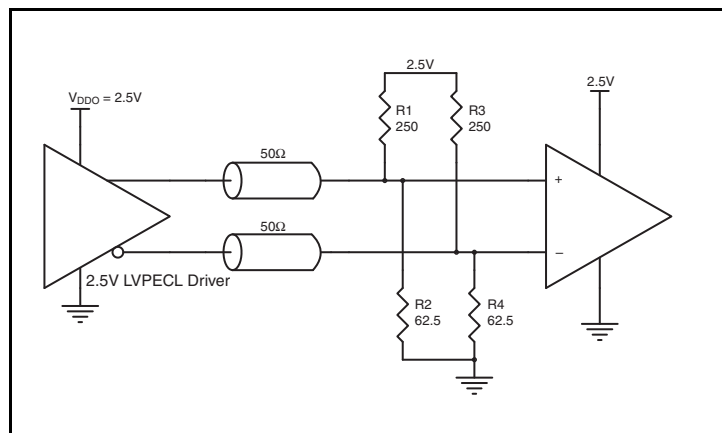 2.5V
2.5V
V_DDO = 2.5V
R1
250
R3
250
50Ω
+
50Ω
–
2.5V LVPECL Driver
R2
62.5
R4
62.5